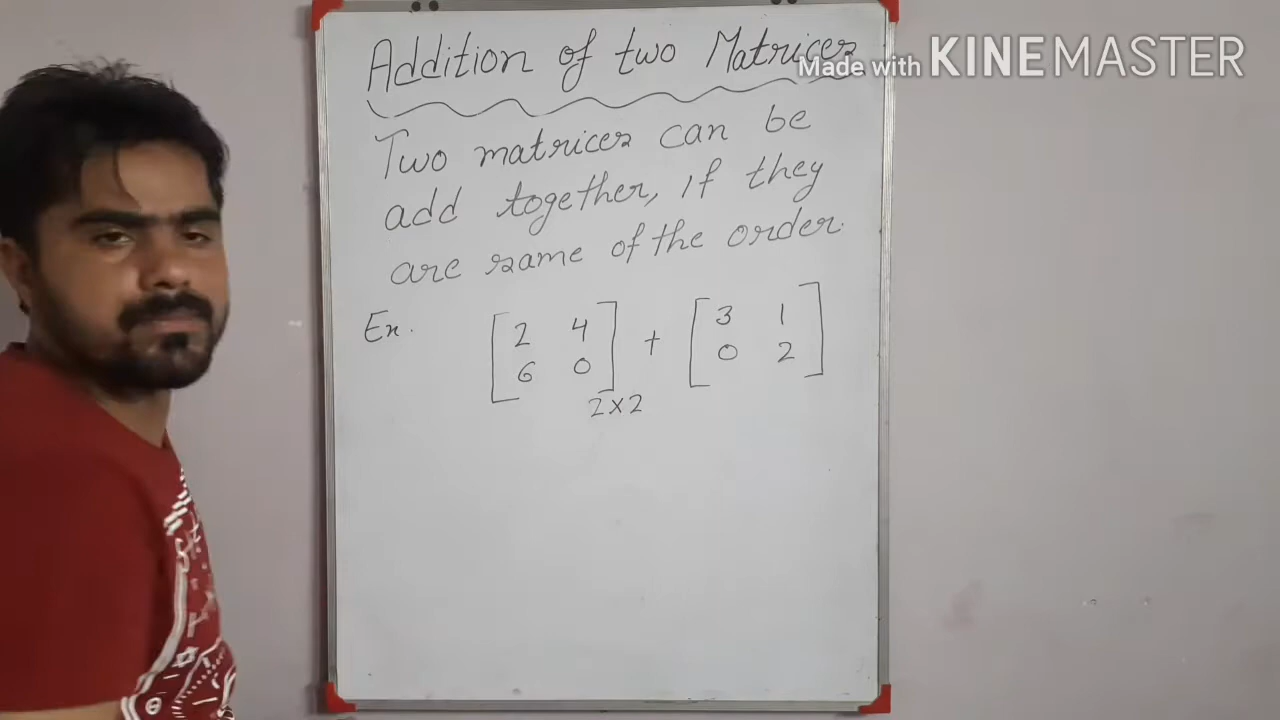 Addition of two Matrices
Made with KINEMASTER
Two matrices can be
add together, if they
are same of the order.
Ex.
2 4
6 0
2×2
+
3 1
0 2